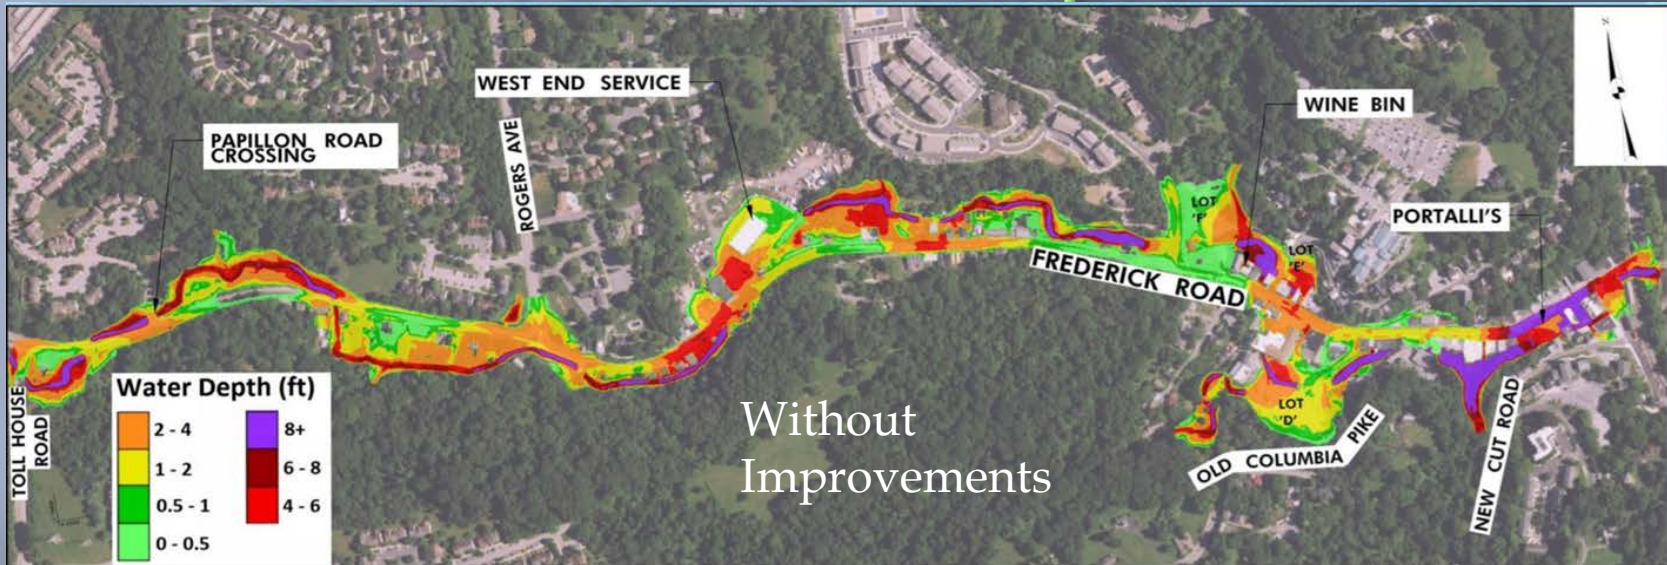 PAPILLON ROAD
CROSSING
WEST END SERVICE
ROGERS AVE
WINE BIN
PORTALLI'S
LOT
'F'
LOT
'E'
FREDERICK ROAD
TOLL HOUSE
ROAD
Water Depth (ft)
2 - 4
1 - 2
0.5 - 1
0 - 0.5
8+
6 - 8
4 - 6
Without
Improvements
LOT
'D'
OLD COLUMBIA PIKE
NEW CUT ROAD